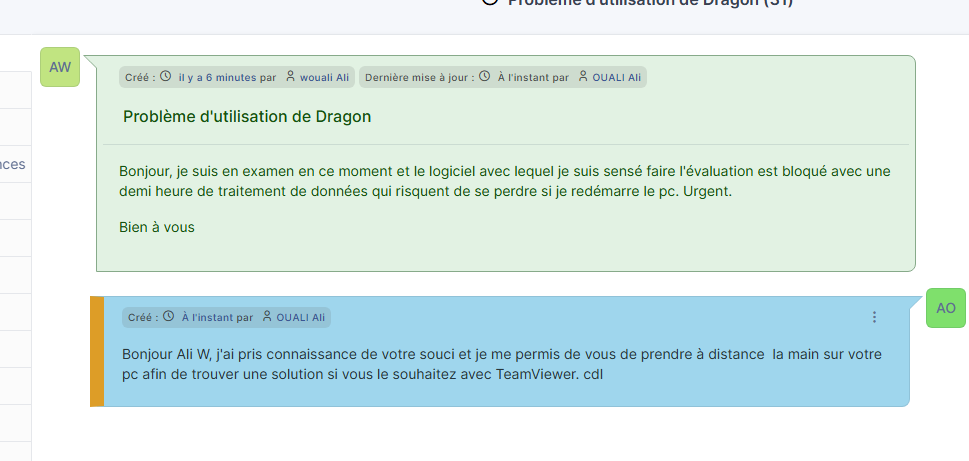 Problème d'utilisation de Dragon (31)
AW
Créé : il y a 6 minutes par wouali Ali Dernière mise à jour : À l'instant par OUALI Ali
Problème d'utilisation de Dragon
nces
Bonjour, je suis en examen en ce moment et le logiciel avec lequel je suis sensé faire l'évaluation est bloqué avec une
demi heure de traitement de données qui risquent de se perdre si je redémarre le pc. Urgent.
Bien à vous
Créé : À l'instant par OUALI Ali
AO
Bonjour Ali W, j'ai pris connaissance de votre souci et je me permis de vous de prendre à distance la main sur votre
pc afin de trouver une solution si vous le souhaitez avec TeamViewer. cdl